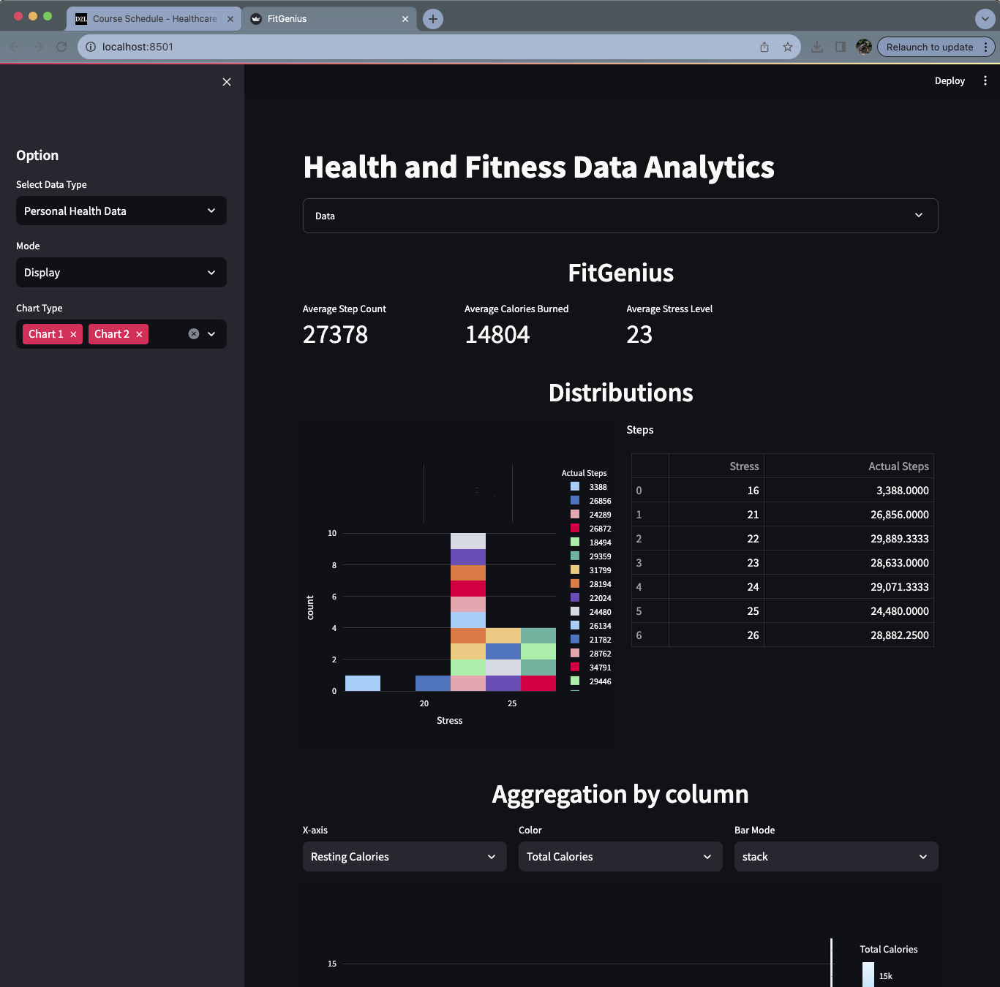 D2L Course Schedule - Healthcare
FitGenius
localhost:8501
Relaunch to update
Deploy
Option
Select Data Type
Personal Health Data
Mode
Display
Chart Type
Chart 1
Chart 2
Health and Fitness Data Analytics
Data
FitGenius
Average Step Count
27378
Average Calories Burned
14804
Average Stress Level
23
Distributions
count
10
8
6
4
2
0
20
25
Stress
Actual Steps
3388
26856
24289
26872
18494
29359
31799
28194
22024
24480
26134
21782
28762
34791
29446
Steps
Stress Actual Steps
0 16 3,388.0000
1 21 26,856.0000
2 22 29,889.3333
3 23 28,633.0000
4 24 29,071.3333
5 25 24,480.0000
6 26 28,882.2500
Aggregation by column
X-axis
Resting Calories
Color
Total Calories
Bar Mode
stack
15
Total Calories
15k